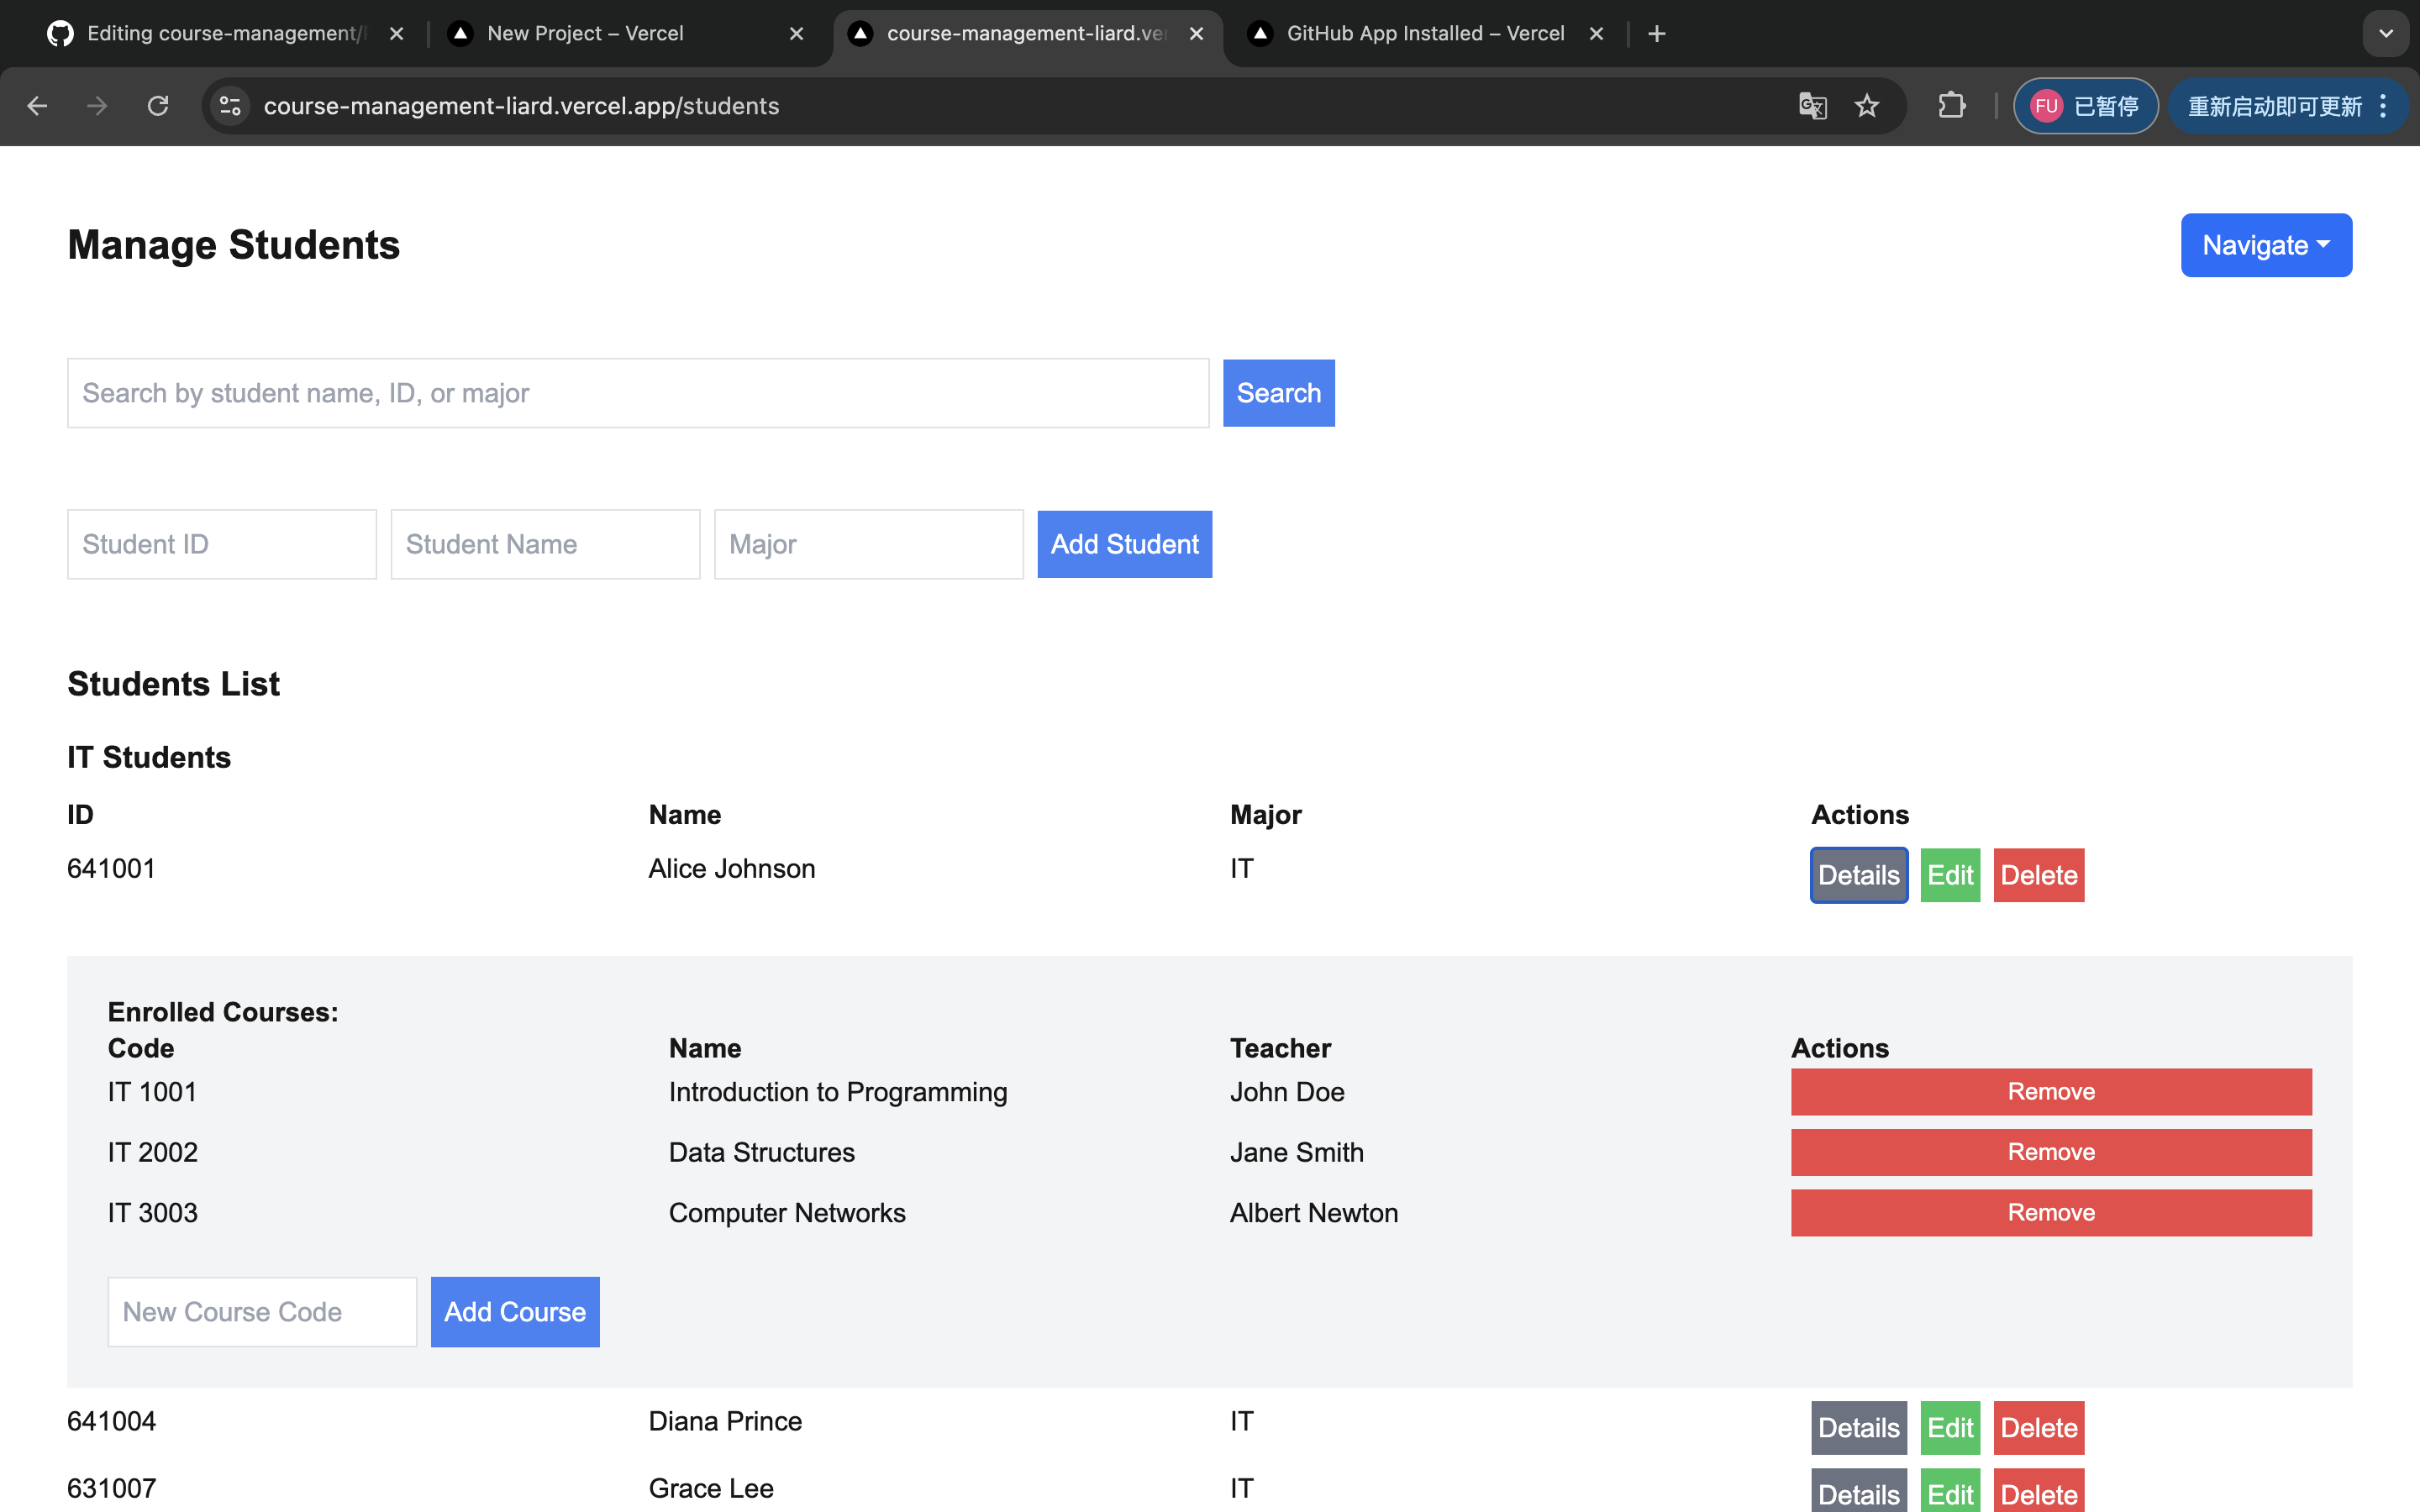 Editing course-management/
New Project – Vercel
course-management-liard.ve
GitHub App Installed – Vercel
course-management-liard.vercel.app/students
FU 已暂停
重新启动即可更新
Manage Students
Navigate
Search by student name, ID, or major
Search
Student ID
Student Name
Major
Add Student
Students List
IT Students
ID Name Major Actions
641001 Alice Johnson IT Details Edit Delete
Enrolled Courses:
Code Name Teacher Actions
IT 1001 Introduction to Programming John Doe Remove
IT 2002 Data Structures Jane Smith Remove
IT 3003 Computer Networks Albert Newton Remove
New Course Code
Add Course
641004 Diana Prince IT Details Edit Delete
631007 Grace Lee IT Details Edit Delete